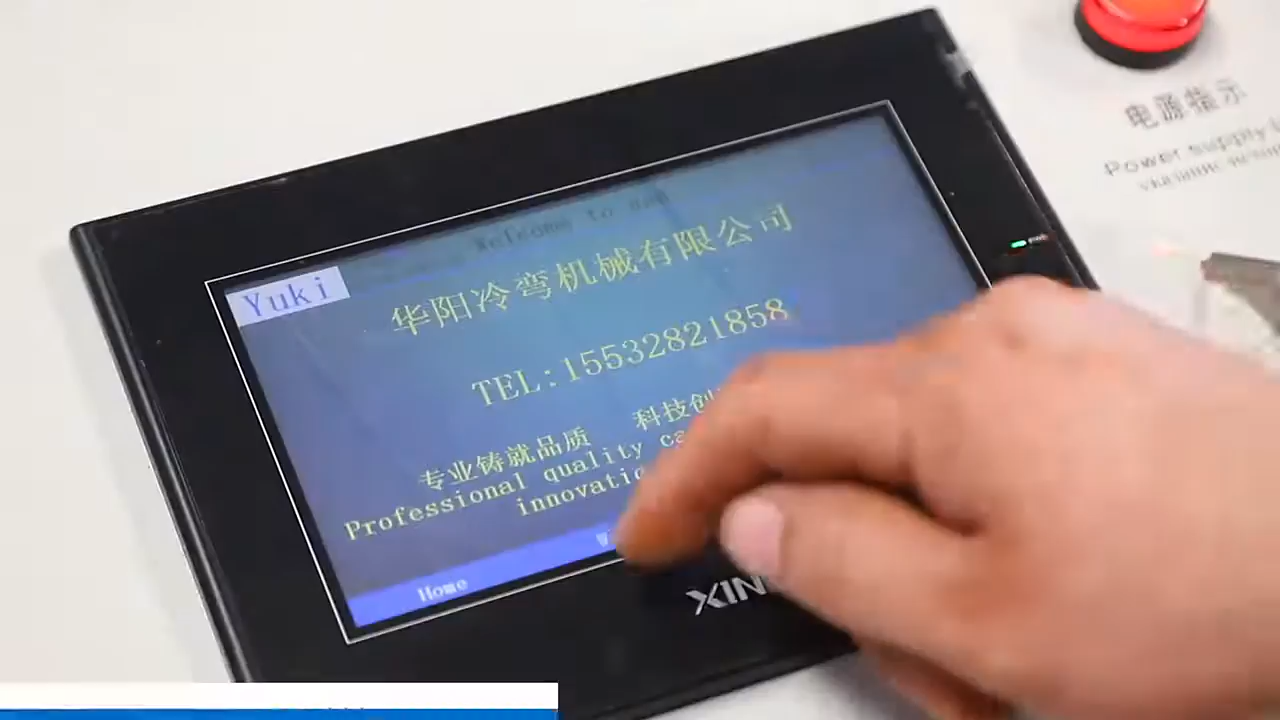 电源指示
Power supply
Welcome to use
Yuki
华阳冷弯机械有限公司
TEL:15532821858
专业铸就品质 科技创
Professional quality ca
innovatio
Home
XIN